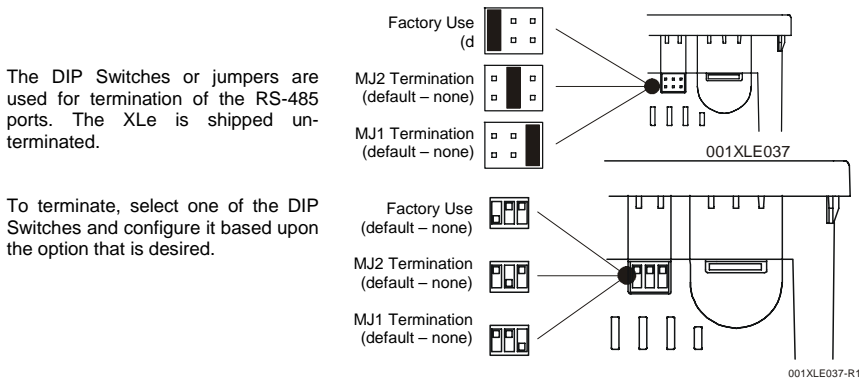 The DIP Switches or jumpers are
used for termination of the RS-485
ports. The XLe is shipped un-
terminated.
To terminate, select one of the DIP
Switches and configure it based upon
the option that is desired.
Factory Use
(d
MJ2 Termination
(default – none)
MJ1 Termination
(default – none)
001XLE037
Factory Use
(default – none)
MJ2 Termination
(default – none)
MJ1 Termination
(default – none)
001XLE037-R1